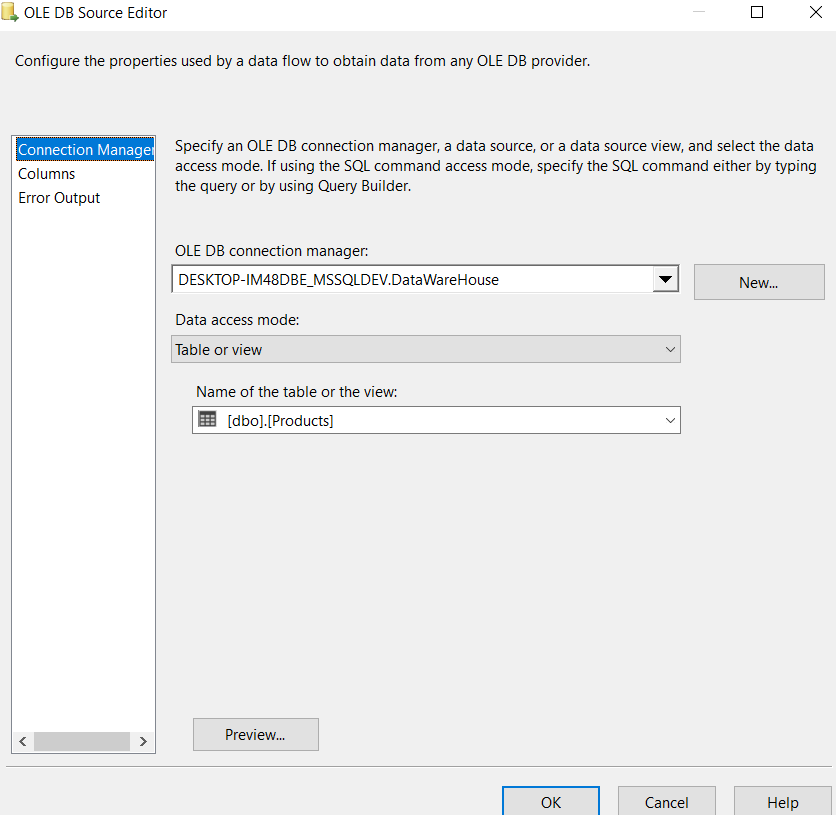 OLE DB Source Editor
Configure the properties used by a data flow to obtain data from any OLE DB provider.
Connection Manager
Columns
Error Output
Specify an OLE DB connection manager, a data source, or a data source view, and select the data
access mode. If using the SQL command access mode, specify the SQL command either by typing
the query or by using Query Builder.
OLE DB connection manager:
DESKTOP-IM48DBE_MSSQLDEV.DataWareHouse
New...
Data access mode:
Table or view
Name of the table or the view:
[dbo].[Products]
Preview...
OK
Cancel
Help